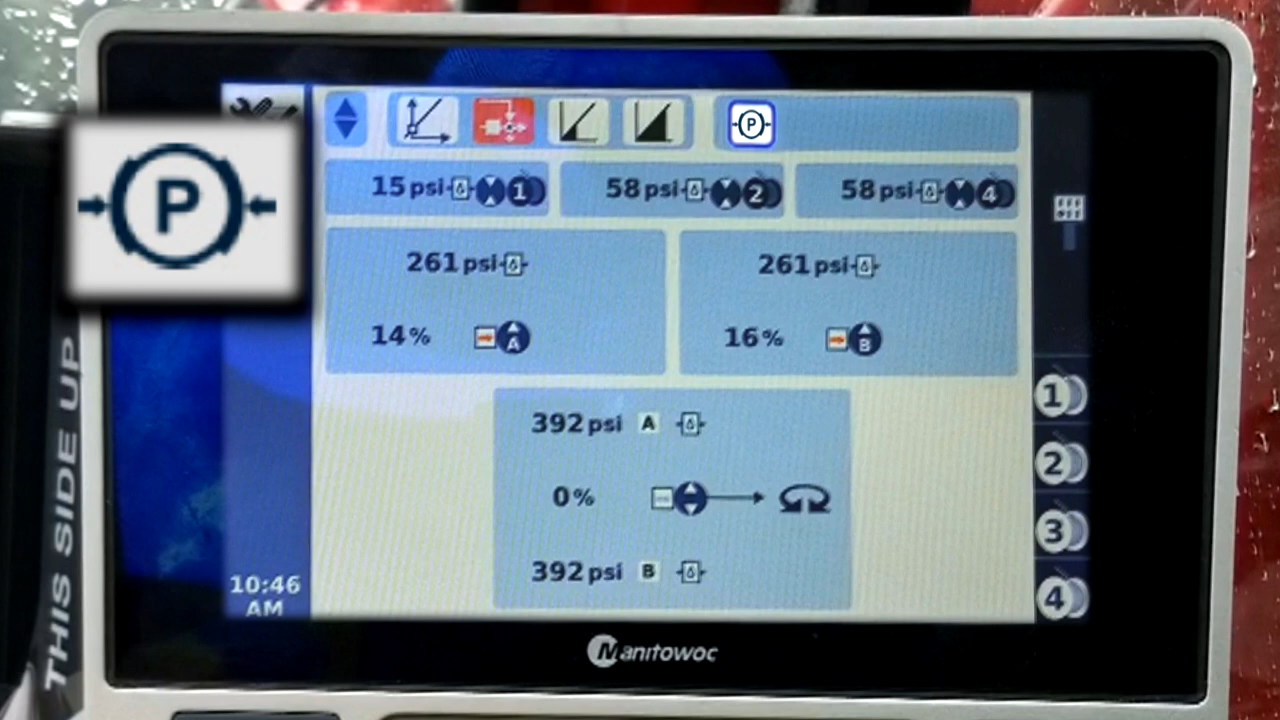 P
P
15 psi 1
58 psi 2
58 psi 4
261 psi
261 psi
14% A
16% B
392 psi A
0%
392 psi B
1
2
3
4
10:46
AM
THIS SIDE UP
Manitowoc